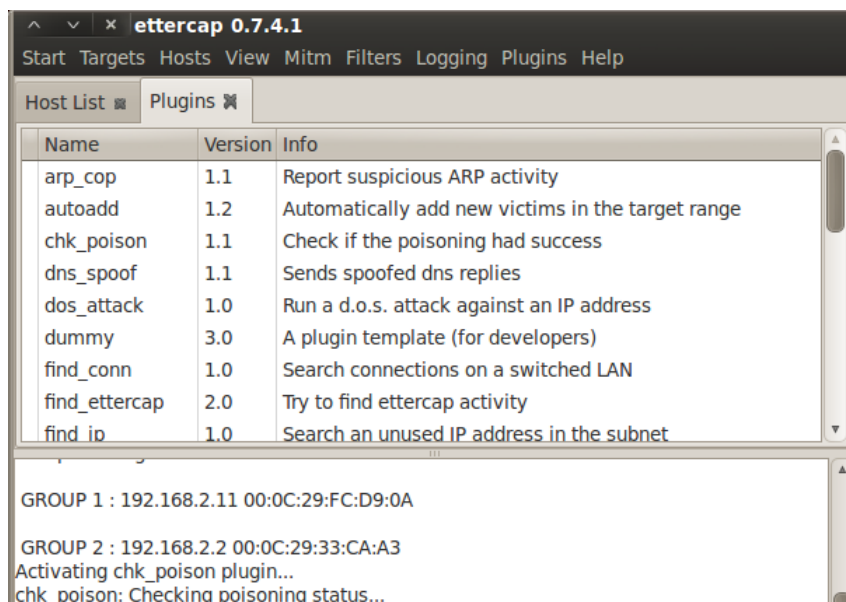 ettercap 0.7.4.1
Start Targets Hosts View Mitm Filters Logging Plugins Help
Host List Plugins
Name Version Info
arp_cop 1.1 Report suspicious ARP activity
autoadd 1.2 Automatically add new victims in the target range
chk_poison 1.1 Check if the poisoning had success
dns_spoof 1.1 Sends spoofed dns replies
dos_attack 1.0 Run a d.o.s. attack against an IP address
dummy 3.0 A plugin template (for developers)
find_conn 1.0 Search connections on a switched LAN
find_ettercap 2.0 Try to find ettercap activity
find_ip 1.0 Search an unused IP address in the subnet
GROUP 1 : 192.168.2.11 00:0C:29:FC:D9:0A
GROUP 2 : 192.168.2.2 00:0C:29:33:CA:A3
Activating chk_poison plugin...
chk_poison: Checking poisoning status...